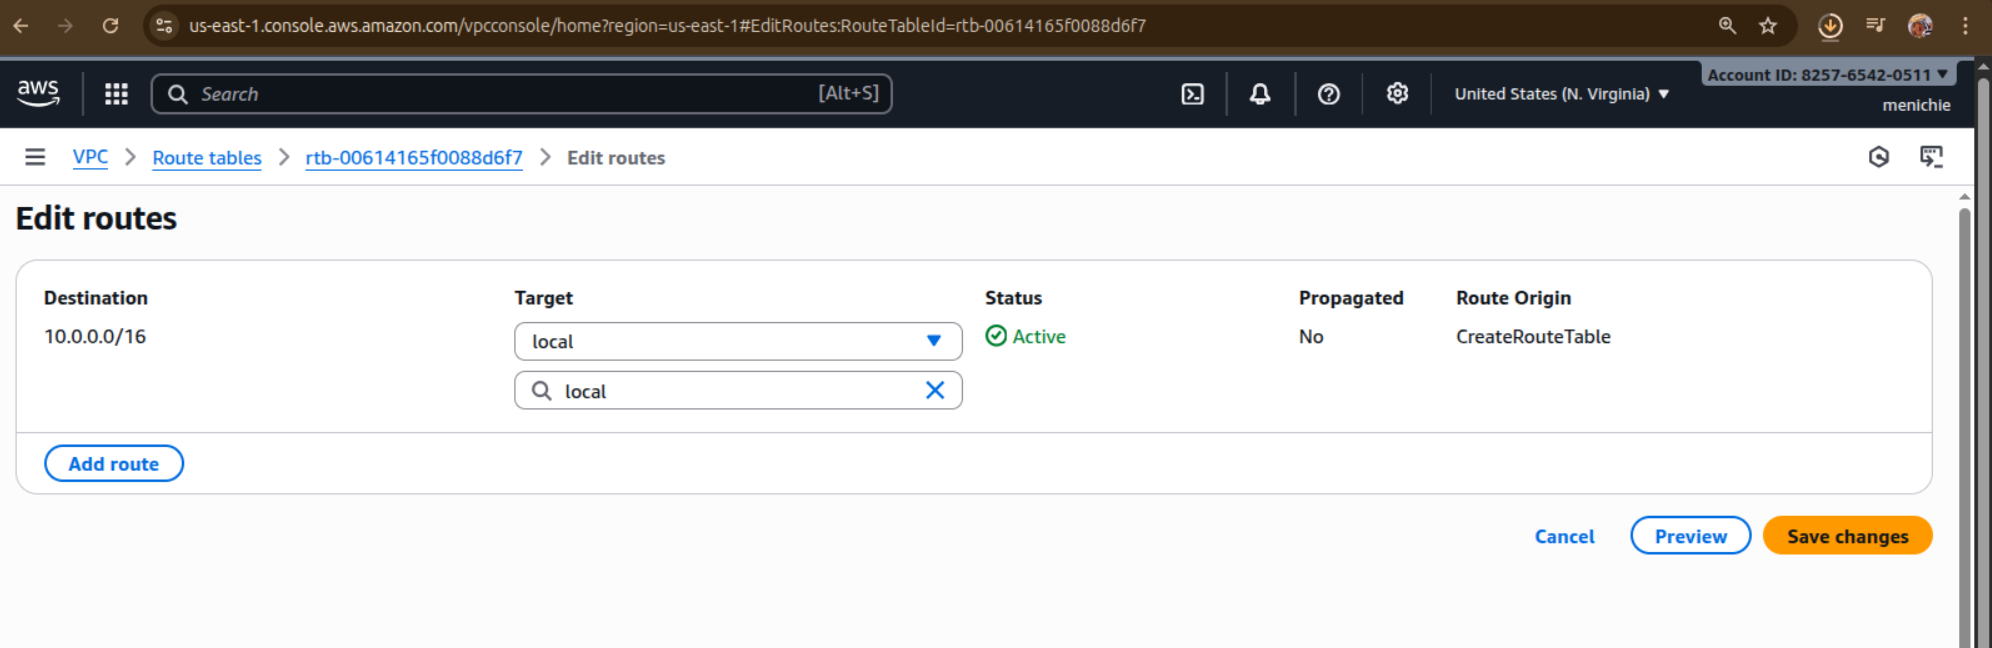 us-east-1.console.aws.amazon.com/vpcconsole/home?region=us-east-1#EditRoutes:RouteTableId=rtb-00614165f0088d6f7
aws
Search [Alt+S]
United States (N. Virginia)
Account ID: 8257-6542-0511
menichie
VPC > Route tables > rtb-00614165f0088d6f7 > Edit routes
Edit routes
Destination Target Status Propagated Route Origin
10.0.0.0/16 local Active No CreateRouteTable
local
Add route
Cancel Preview Save changes